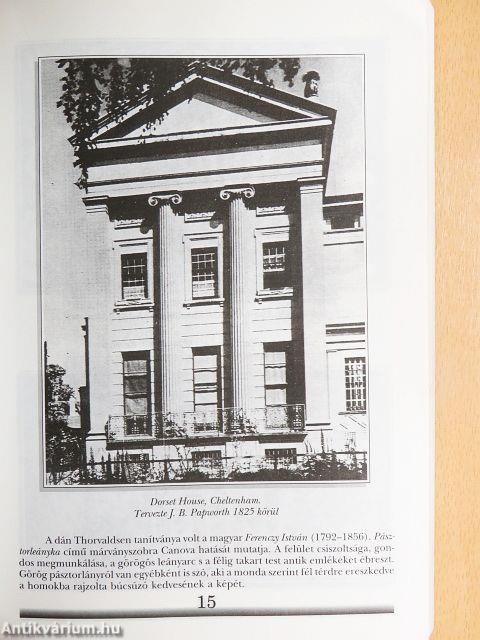 Dorset House, Cheltenham.
Tervezte J. B. Papworth 1825 körül
A dán Thorvaldsen tanítványa volt a magyar Ferenczy István (1792–1856). Pász-
torleányka című márványszobra Canova hatását mutatja. A felület csiszoltsága, gon-
dos megmunkálása, a görögös leányarc s a félig takart test antik emlékeket ébreszt.
Görög pásztorlányról van egyébként is szó, aki a monda szerint fél térdre ereszkedve
a homokba rajzolta búcsúzó kedvesének a képét.
15
Antikvárium.hu